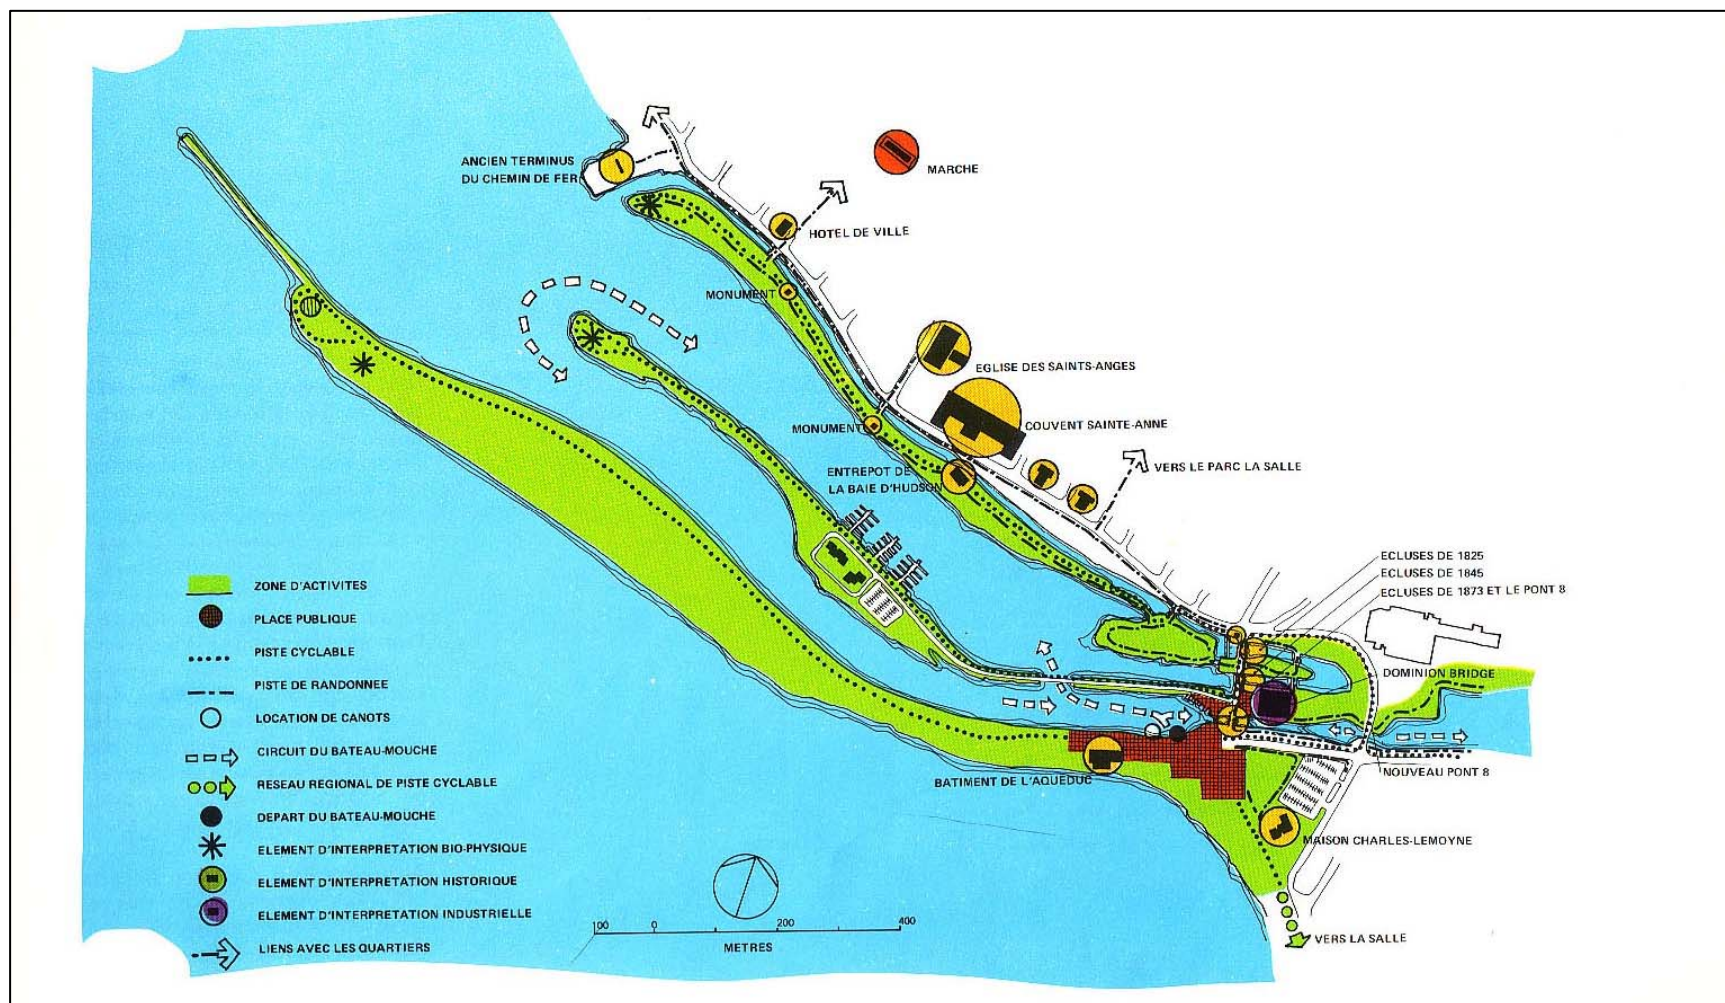 ANCIEN TERMINUS
DU CHEMIN DE FER
MARCHE
HOTEL DE VILLE
MONUMENT
EGLISE DES SAINTS-ANGES
MONUMENT
COUVENT SAINTE-ANNE
ENTREPOT DE
LA BAIE D'HUDSON
VERS LE PARC LA SALLE
ECLUSES DE 1825
ECLUSES DE 1845
ECLUSES DE 1873 ET LE PONT 8
DOMINION BRIDGE
NOUVEAU PONT 8
BATIMENT DE L'AQUEDUC
MAISON CHARLES-LEMOYNE
VERS LA SALLE
ZONE D'ACTIVITES
PLACE PUBLIQUE
PISTE CYCLABLE
PISTE DE RANDONNEE
LOCATION DE CANOTS
CIRCUIT DU BATEAU-MOUCHE
RESEAU REGIONAL DE PISTE CYCLABLE
DEPART DU BATEAU-MOUCHE
ELEMENT D'INTERPRETATION BIO-PHYSIQUE
ELEMENT D'INTERPRETATION HISTORIQUE
ELEMENT D'INTERPRETATION INDUSTRIELLE
LIENS AVEC LES QUARTIERS
100 0 200 400
METRES